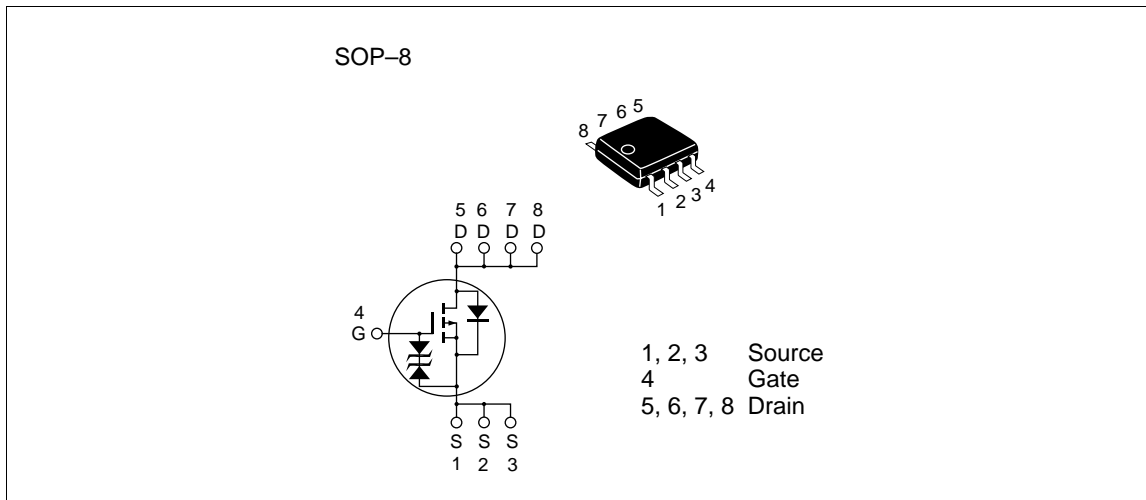 SOP–8
8 7 6 5
1 2 3 4
5 6 7 8
D D D D
4
G
S S S
1 2 3
1, 2, 3 Source
4 Gate
5, 6, 7, 8 Drain